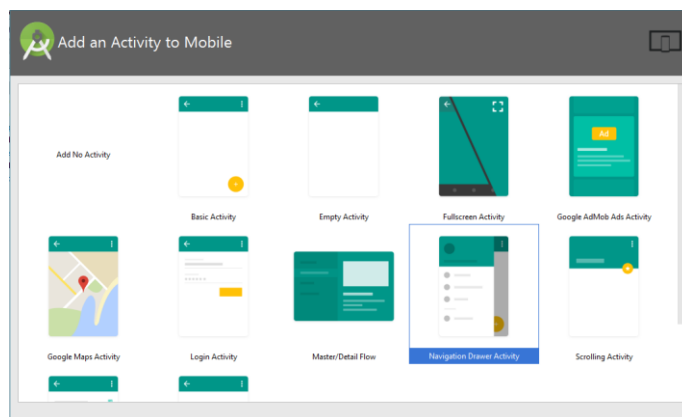 Add an Activity to Mobile
Add No Activity
Ad
Basic Activity
Empty Activity
Fullscreen Activity
Google AdMob Ads Activity
Google Maps Activity
Login Activity
Master/Detail Flow
Navigation Drawer Activity
Scrolling Activity